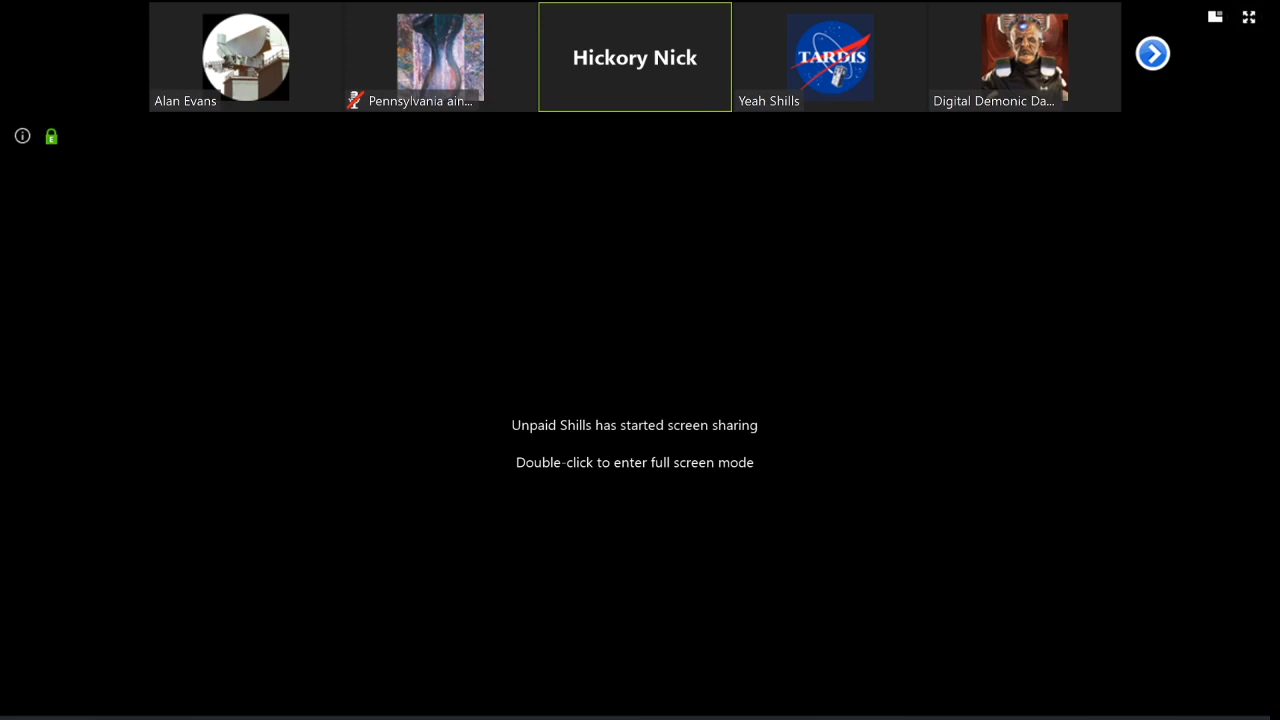 Hickory Nick
TARDIS
Alan Evans
Pennsylvania ain...
Yeah Shills
Digital Demonic Da...
E
Unpaid Shills has started screen sharing
Double-click to enter full screen mode